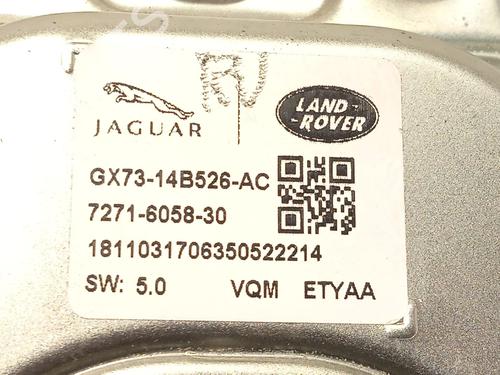 JAGUAR
LAND-
-ROVER
GX73-14B526-AC
7271-6058-30
1811031706350522214
SW: 5.0 VQM ETYAA